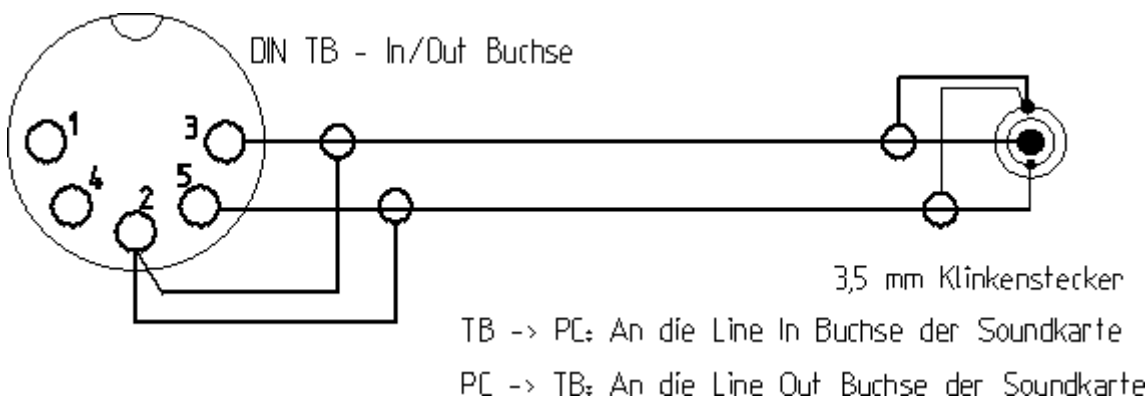 DIN TB - In/Out Buchse
1
3
4
2
5
3,5 mm Klinkenstecker
TB -> PC: An die Line In Buchse der Soundkarte
PC -> TB: An die Line Out Buchse der Soundkarte